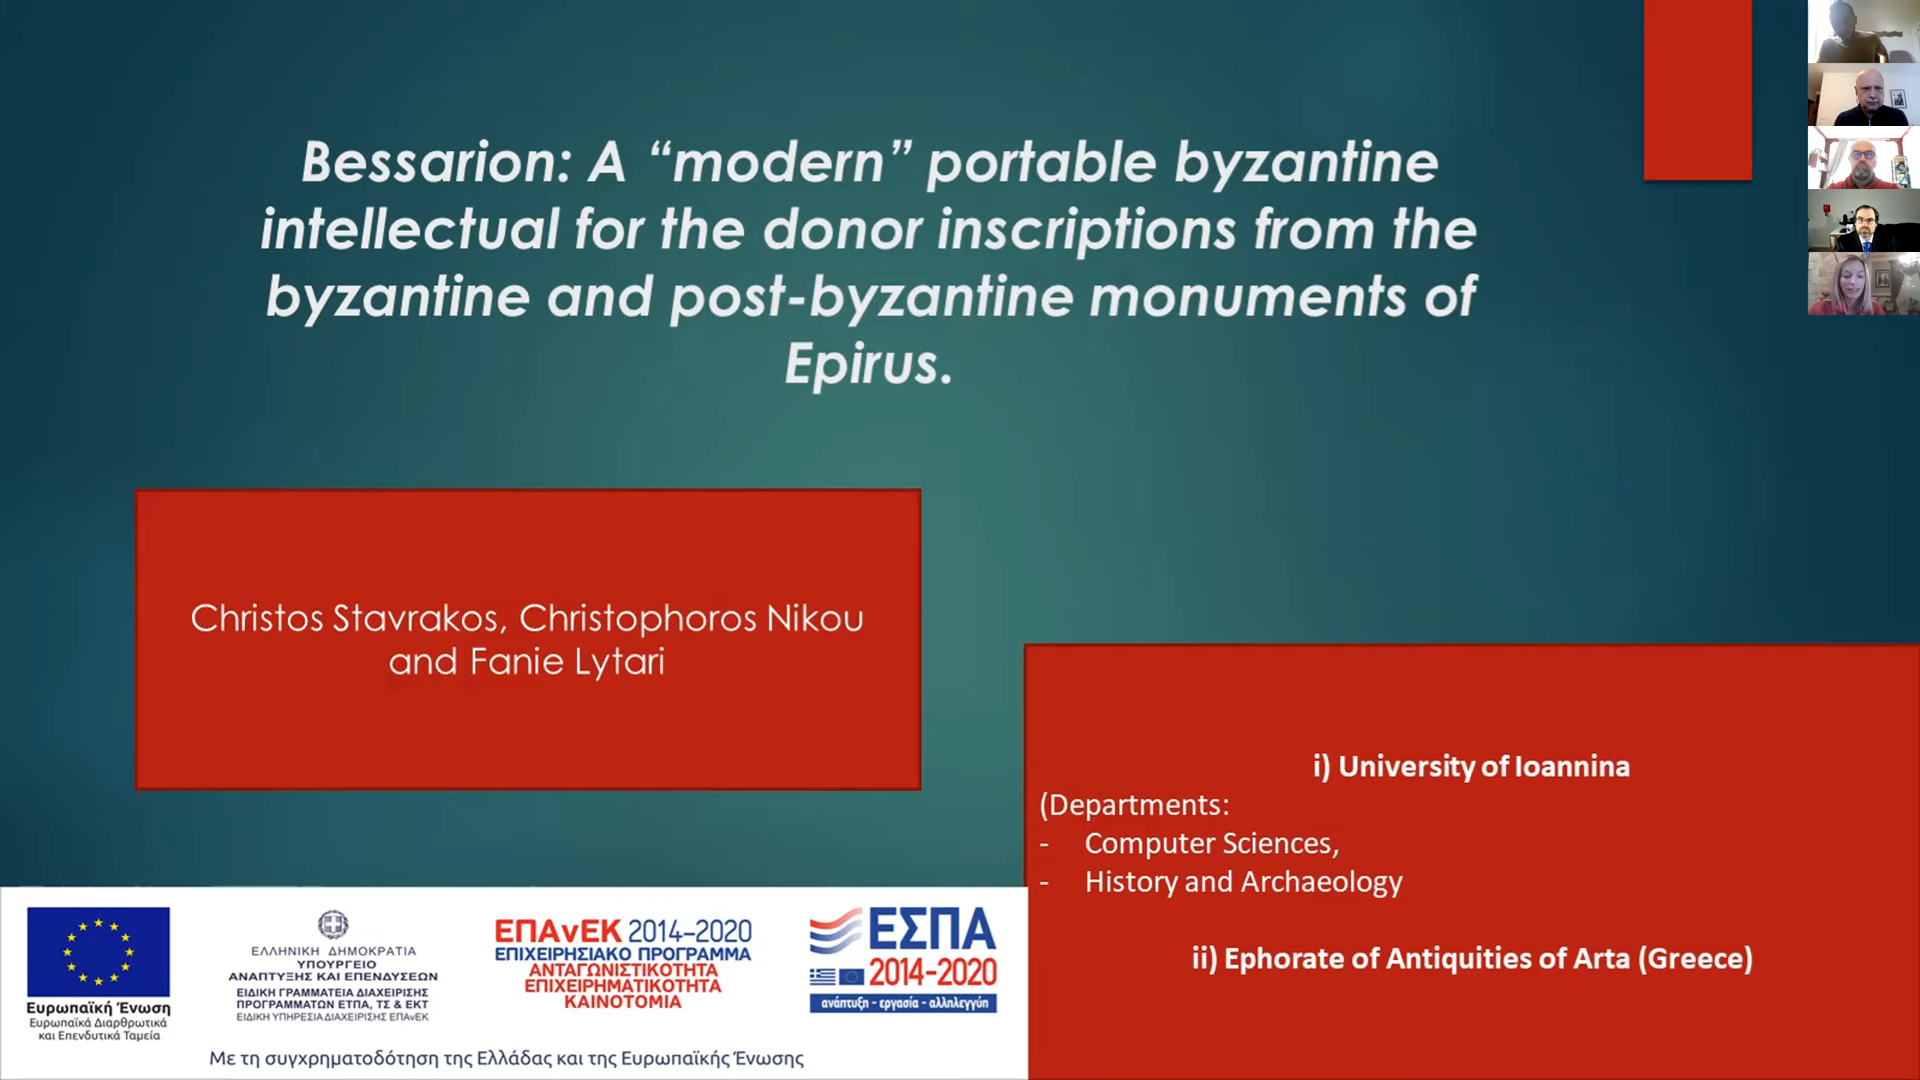 Bessarion: A “modern” portable byzantine
intellectual for the donor inscriptions from the
byzantine and post-byzantine monuments of
Epirus.
Christos Stavrakos, Christophoros Nikou
and Fanie Lytari
i) University of Ioannina
(Departments:
- Computer Sciences,
- History and Archaeology
ii) Ephorate of Antiquities of Arta (Greece)
Ευρωπαϊκή Ένωση
Ευρωπαϊκά Διαρθρωτικά
και Επενδυτικά Ταμεία
ΕΛΛΗΝΙΚΗ ΔΗΜΟΚΡΑΤΙΑ
ΥΠΟΥΡΓΕΙΟ
ΑΝΑΠΤΥΞΗΣ ΚΑΙ ΕΠΕΝΔΥΣΕΩΝ
ΕΙΔΙΚΗ ΓΡΑΜΜΑΤΕΙΑ ΔΙΑΧΕΙΡΙΣΗΣ
ΠΡΟΓΡΑΜΜΑΤΩΝ ΕΤΠΑ, ΤΣ & ΕΚΤ
ΕΙΔΙΚΗ ΥΠΗΡΕΣΙΑ ΔΙΑΧΕΙΡΙΣΗΣ ΕΠΑνΕΚ
ΕΠΑνΕΚ 2014–2020
ΕΠΙΧΕΙΡΗΣΙΑΚΟ ΠΡΟΓΡΑΜΜΑ
ΑΝΤΑΓΩΝΙΣΤΙΚΟΤΗΤΑ
ΕΠΙΧΕΙΡΗΜΑΤΙΚΟΤΗΤΑ
ΚΑΙΝΟΤΟΜΙΑ
ΕΣΠΑ
2014-2020
ανάπτυξη - εργασία - αλληλεγγύη
Με τη συγχρηματοδότηση της Ελλάδας και της Ευρωπαϊκής Ένωσης